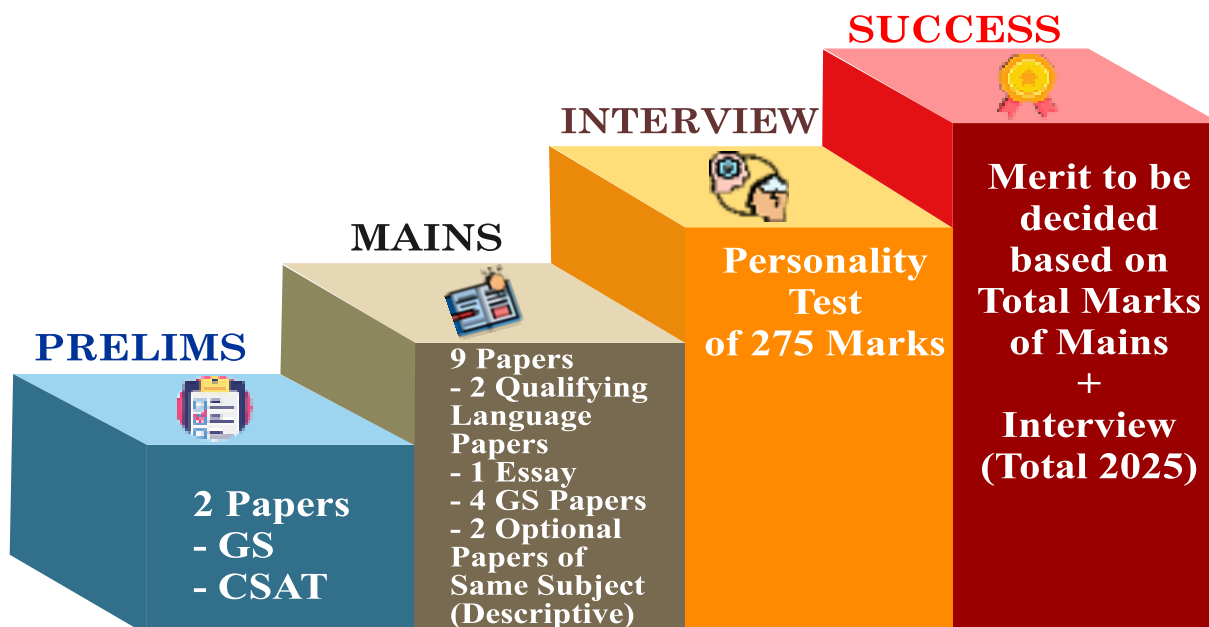 PRELIMS
2 Papers
- GS
- CSAT
MAINS
9 Papers
- 2 Qualifying
Language
Papers
- 1 Essay
- 4 GS Papers
- 2 Optional
Papers of
Same Subject
(Descriptive)
INTERVIEW
Personality
Test
of 275 Marks
SUCCESS
Merit to be
decided
based on
Total Marks
of Mains
+
Interview
(Total 2025)